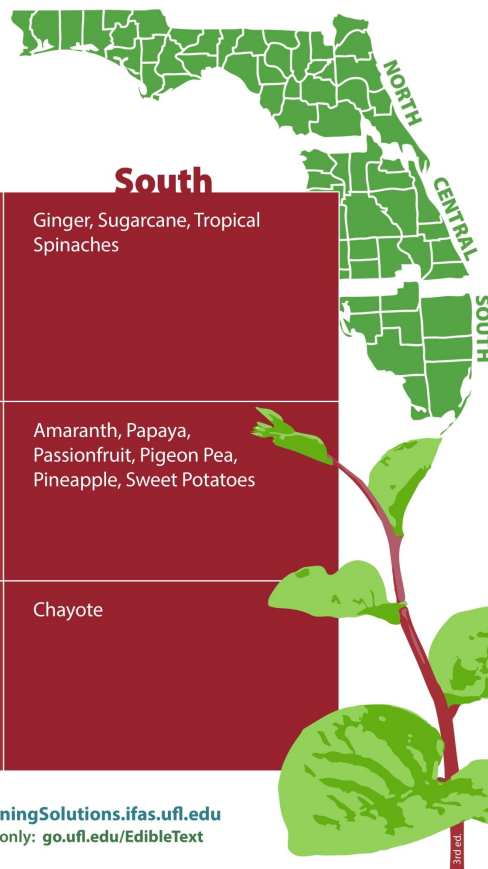 NORTH
CENTRAL
SOUTH
South
Ginger, Sugarcane, Tropical
Spinaches
Amaranth, Papaya,
Passionfruit, Pigeon Pea,
Pineapple, Sweet Potatoes
Chayote
ningSolutions.ifas.ufl.edu
only: go.ufl.edu/EdibleText
3rd ed.